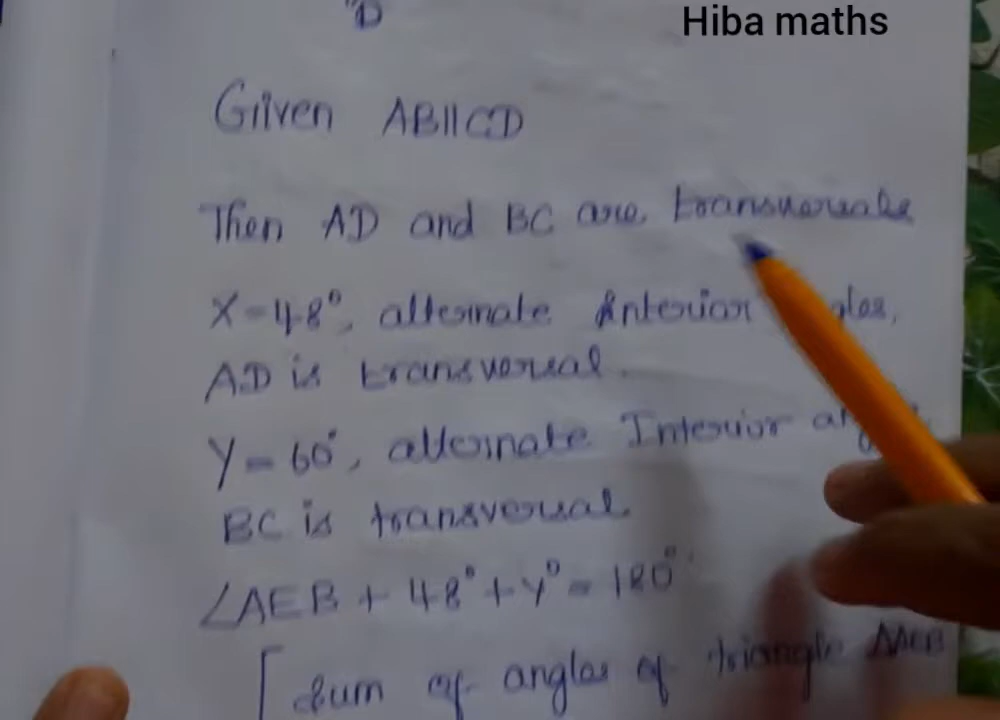 Hiba maths
D
Given AB||CD
Then AD and BC are transversals
X = 48°, alternate interior
AD is transversal.
Y = 60°, alternate Interior
BC is transversal
∠AEB + 48° + Y° = 180°
[ Sum of angles of triangle